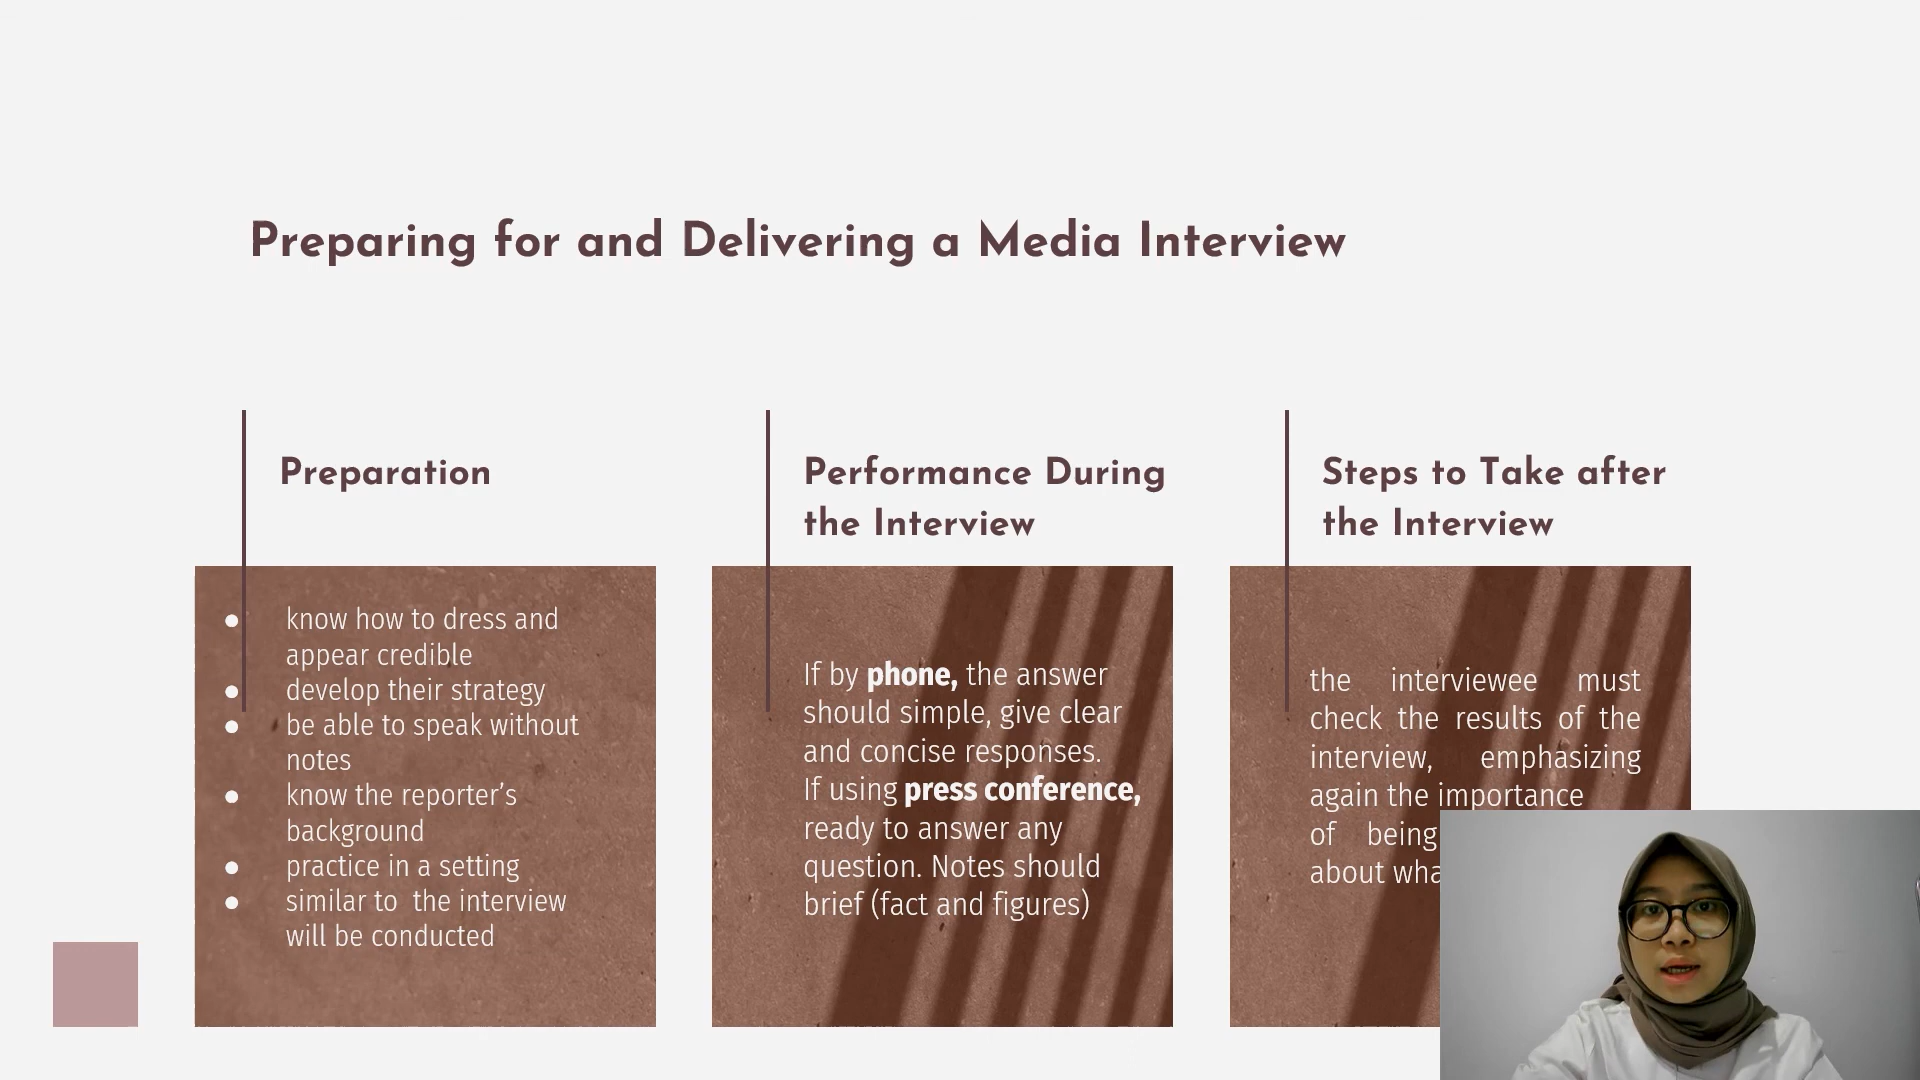 Preparing for and Delivering a Media Interview
Preparation
● know how to dress and
appear credible
● develop their strategy
● be able to speak without
notes
● know the reporter’s
background
● practice in a setting
● similar to the interview
will be conducted
Performance During
the Interview
If by phone, the answer
should simple, give clear
and concise responses.
If using press conference,
ready to answer any
question. Notes should
brief (fact and figures)
Steps to Take after
the Interview
the interviewee must
check the results of the
interview, emphasizing
again the importance
of being
about